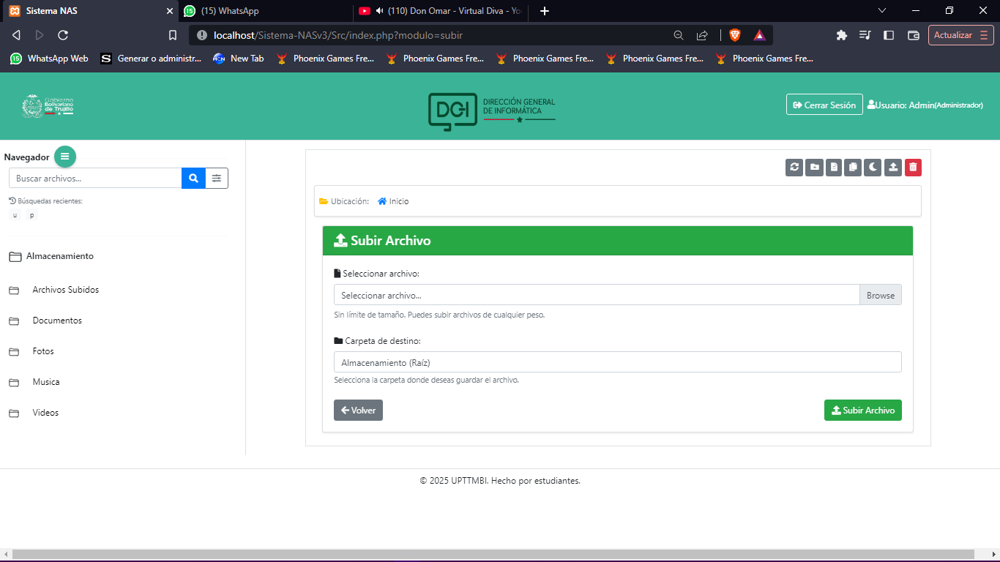 Sistema NAS
(15) WhatsApp
(110) Don Omar - Virtual Diva - Yo
localhost/Sistema-NASv3/Src/index.php?modulo=subir
Actualizar
15 WhatsApp Web
S Generar o administr...
New Tab
Phoenix Games Fre...
Phoenix Games Fre...
Phoenix Games Fre...
Phoenix Games Fre...
Phoenix Games Fre...
Gobierno
Bolivariano
de Trujillo
DGI
DIRECCIÓN GENERAL
DE INFORMÁTICA
Cerrar Sesión
Usuario: Admin(Administrador)
Navegador
Buscar archivos...
Búsquedas recientes:
u p
Almacenamiento
Archivos Subidos
Documentos
Fotos
Musica
Videos
Ubicación: Inicio
Subir Archivo
Seleccionar archivo:
Seleccionar archivo... Browse
Sin límite de tamaño. Puedes subir archivos de cualquier peso.
Carpeta de destino:
Almacenamiento (Raíz)
Selecciona la carpeta donde deseas guardar el archivo.
Volver
Subir Archivo
© 2025 UPTTMBI. Hecho por estudiantes.